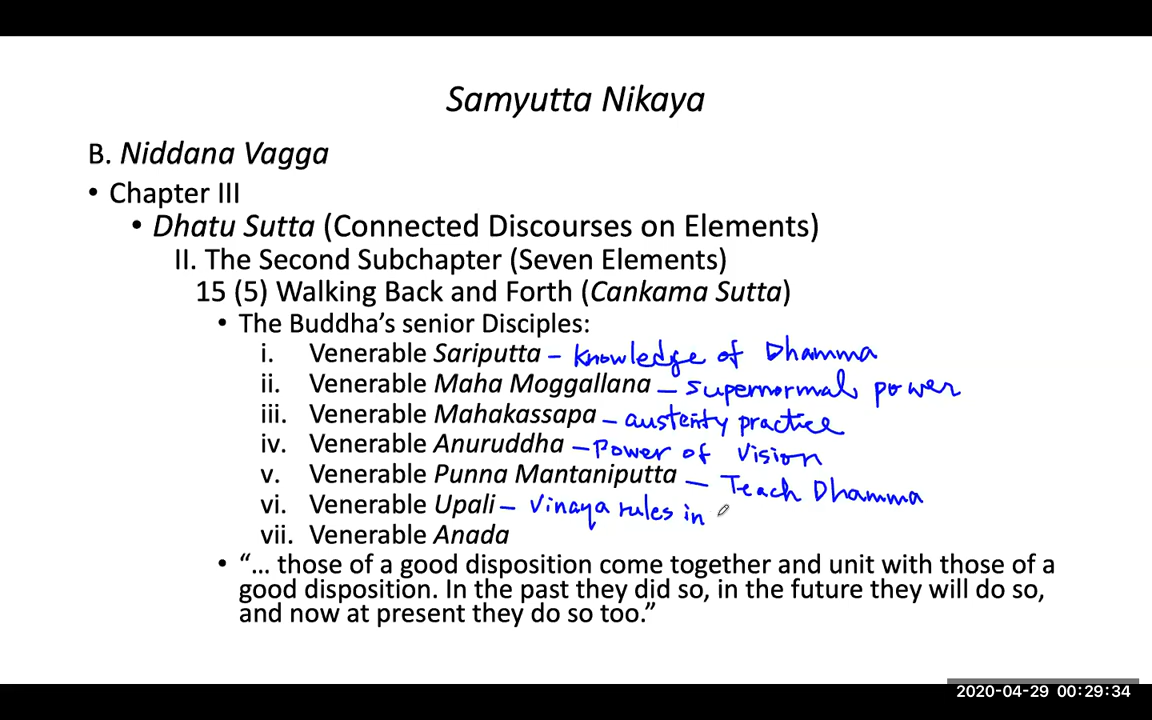 Samyutta Nikaya
B. Niddana Vagga
• Chapter III
• Dhatu Sutta (Connected Discourses on Elements)
II. The Second Subchapter (Seven Elements)
15 (5) Walking Back and Forth (Cankama Sutta)
• The Buddha’s senior Disciples:
i. Venerable Sariputta – Knowledge of Dhamma
ii. Venerable Maha Moggallana – supernormal power
iii. Venerable Mahakassapa – austerity practice
iv. Venerable Anuruddha – Power of Vision
v. Venerable Punna Mantaniputta – Teach Dhamma
vi. Venerable Upali – Vinaya rules in
vii. Venerable Anada
• “... those of a good disposition come together and unit with those of a
good disposition. In the past they did so, in the future they will do so,
and now at present they do so too.”
2020-04-29 00:29:34